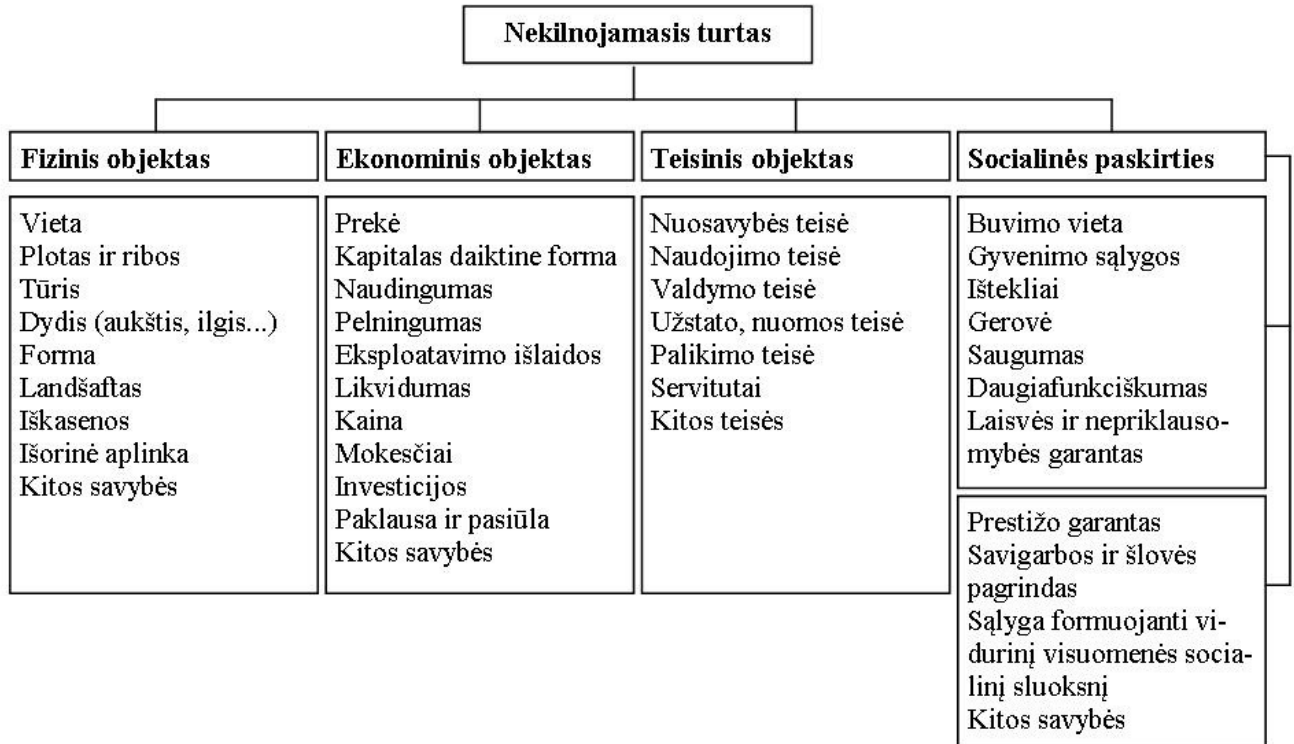 Nekilnojamasis turtas
Fizinis objektas
Vieta
Plotas ir ribos
Tūris
Dydis (aukštis, ilgis...)
Forma
Landšaftas
Iškasenos
Išorinė aplinka
Kitos savybės
Ekonominis objektas
Prekė
Kapitalas daiktine forma
Naudingumas
Pelningumas
Eksploatavimo išlaidos
Likvidumas
Kaina
Mokesčiai
Investicijos
Paklausa ir pasiūla
Kitos savybės
Teisinis objektas
Nuosavybės teisė
Naudojimo teisė
Valdymo teisė
Užstato, nuomos teisė
Palikimo teisė
Servitutai
Kitos teisės
Socialinės paskirties
Buvimo vieta
Gyvenimo sąlygos
Ištekliai
Gerovė
Saugumas
Daugiafunkciškumas
Laisvės ir nepriklauso-
mybės garantas
Prestižo garantas
Savigarbos ir šlovės
pagrindas
Sąlyga formuojanti vi-
durinį visuomenės socia-
linį sluoksnį
Kitos savybės